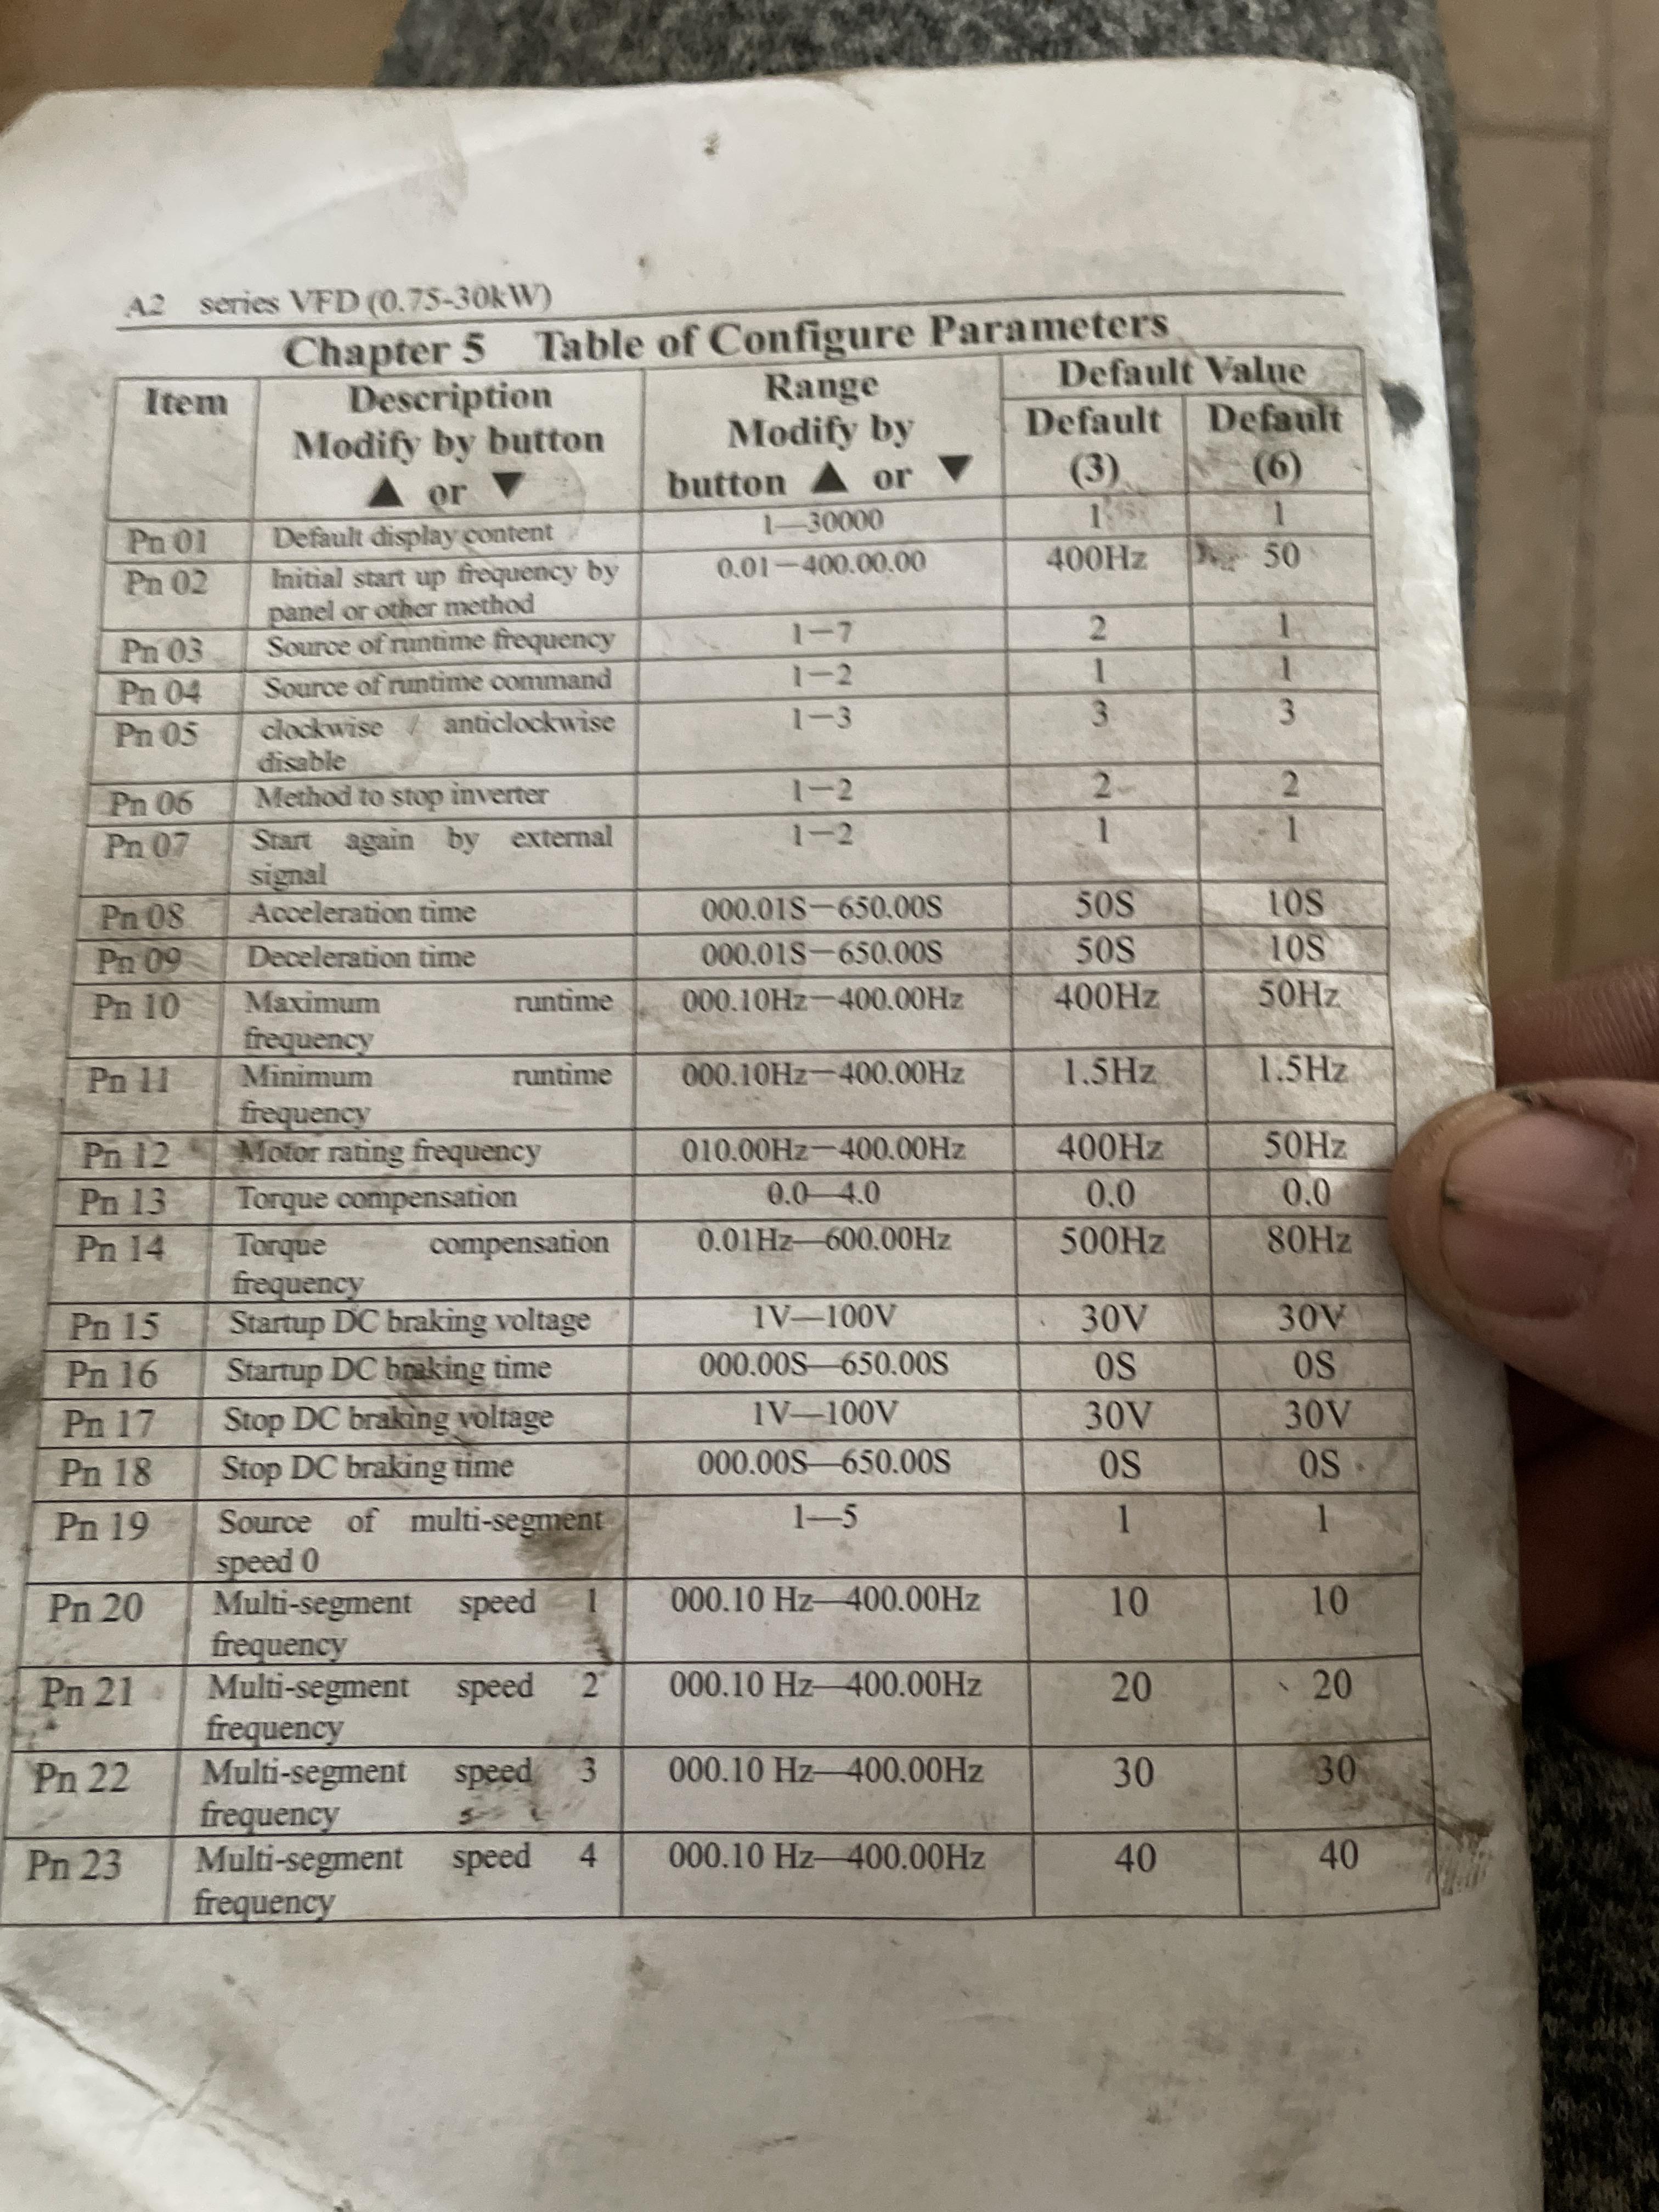 A2 series VFD (0.75-30kW)
Chapter 5 Table of Configure Parameters
Item Description Modify by button ▲ or ▼ Range Modify by button ▲ or ▼ Default Value Default (3) Default (6)
Pn 01 Default display content 1—30000 1 1
Pn 02 Initial start up frequency by 0.01—400.00.00 400Hz 50
panel or other method
Pn 03 Source of runtime frequency 1—7 2 1
Pn 04 Source of runtime command 1—2 1 1
Pn 05 clockwise / anticlockwise 1—3 3 3
disable
Pn 06 Method to stop inverter 1—2 2 2
Pn 07 Start again by external 1—2 1 1
signal
Pn 08 Acceleration time 000.01S—650.00S 50S 10S
Pn 09 Deceleration time 000.01S—650.00S 50S 10S
Pn 10 Maximum runtime 000.10Hz—400.00Hz 400Hz 50Hz
frequency
Pn 11 Minimum runtime 000.10Hz—400.00Hz 1.5Hz 1.5Hz
frequency
Pn 12 Motor rating frequency 010.00Hz—400.00Hz 400Hz 50Hz
Pn 13 Torque compensation 0.0—4.0 0.0 0.0
Pn 14 Torque compensation 0.01Hz—600.00Hz 500Hz 80Hz
frequency
Pn 15 Startup DC braking voltage 1V—100V 30V 30V
Pn 16 Startup DC braking time 000.00S—650.00S 0S 0S
Pn 17 Stop DC braking voltage 1V—100V 30V 30V
Pn 18 Stop DC braking time 000.00S—650.00S 0S 0S
Pn 19 Source of multi-segment 1—5 1 1
speed 0
Pn 20 Multi-segment speed 1 000.10 Hz—400.00Hz 10 10
frequency
Pn 21 Multi-segment speed 2 000.10 Hz—400.00Hz 20 20
frequency
Pn 22 Multi-segment speed 3 000.10 Hz—400.00Hz 30 30
frequency
Pn 23 Multi-segment speed 4 000.10 Hz—400.00Hz 40 40
frequency